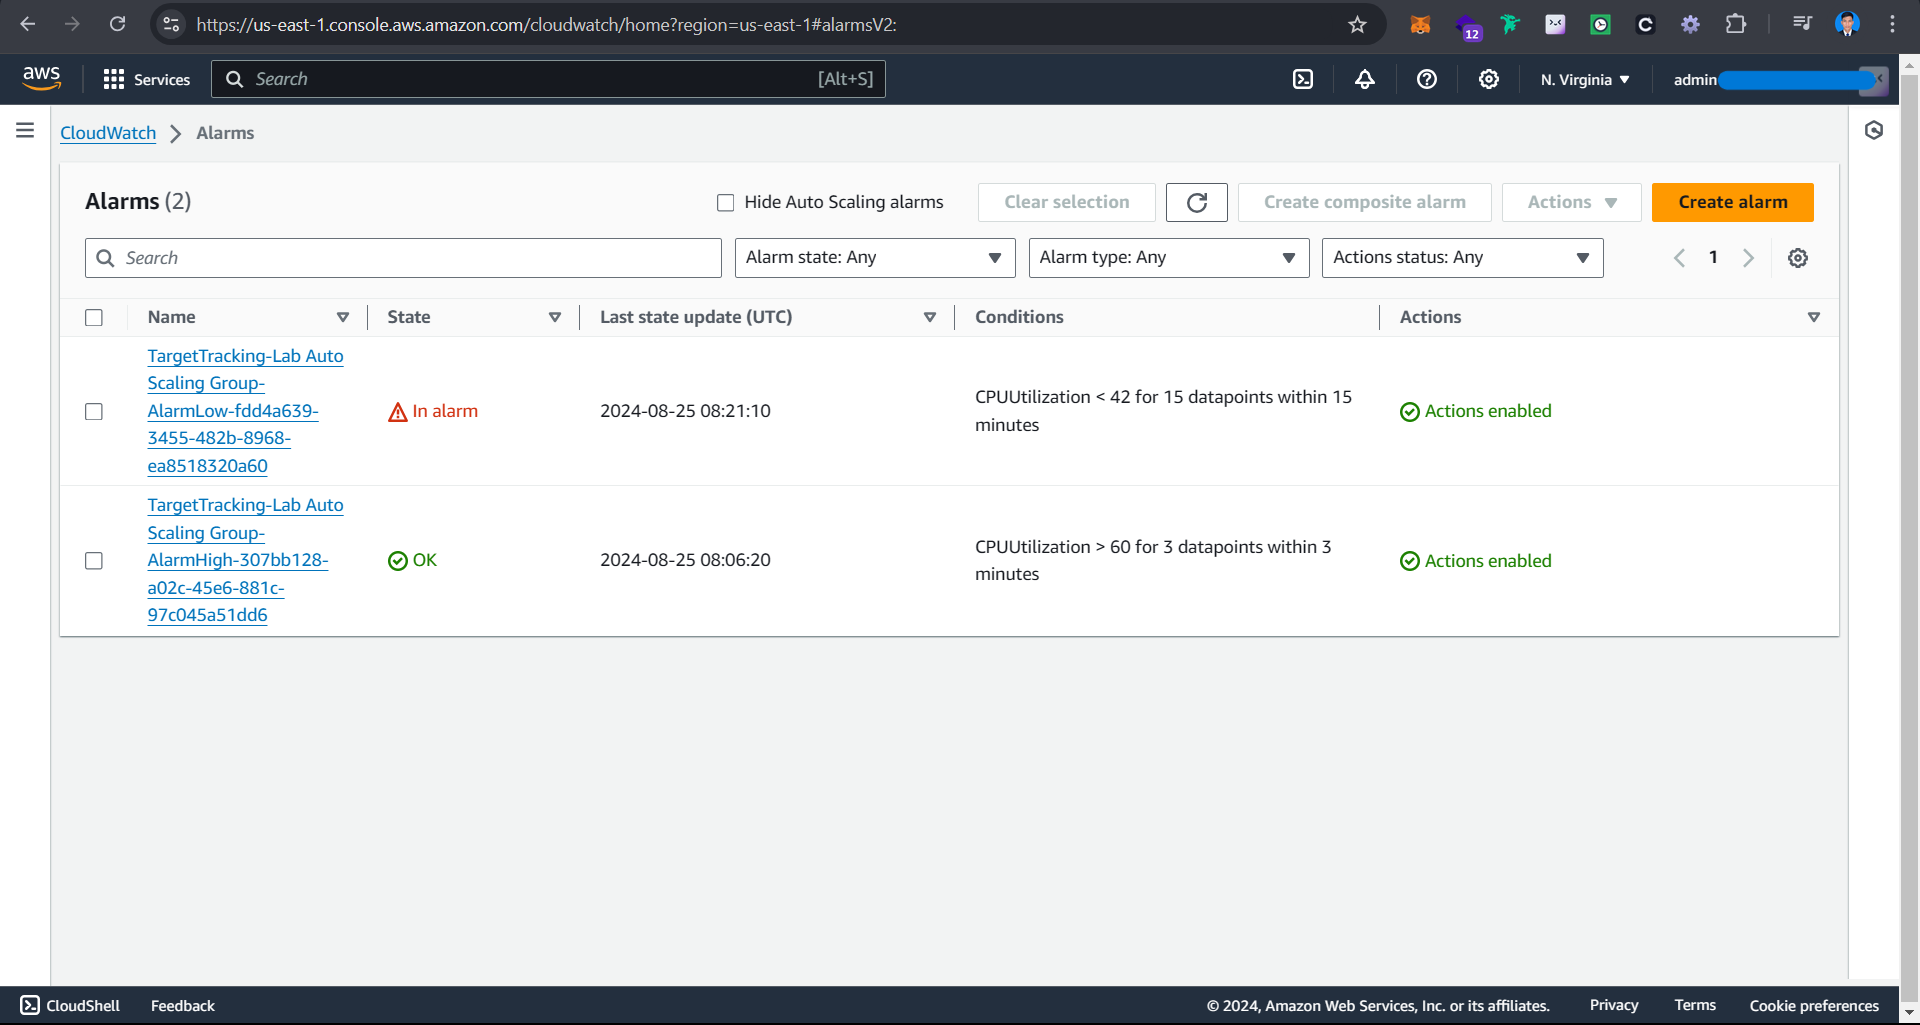 https://us-east-1.console.aws.amazon.com/cloudwatch/home?region=us-east-1#alarmsV2:
12
aws
Services
Search
[Alt+S]
N. Virginia
admin
CloudWatch
Alarms
Alarms (2)
Hide Auto Scaling alarms
Clear selection
Create composite alarm
Actions
Create alarm
Search
Alarm state: Any
Alarm type: Any
Actions status: Any
1
Name
State
Last state update (UTC)
Conditions
Actions
TargetTracking-Lab Auto
Scaling Group-
AlarmLow-fdd4a639-
3455-482b-8968-
ea8518320a60
In alarm
2024-08-25 08:21:10
CPUUtilization < 42 for 15 datapoints within 15
minutes
Actions enabled
TargetTracking-Lab Auto
Scaling Group-
AlarmHigh-307bb128-
a02c-45e6-881c-
97c045a51dd6
OK
2024-08-25 08:06:20
CPUUtilization > 60 for 3 datapoints within 3
minutes
Actions enabled
CloudShell
Feedback
© 2024, Amazon Web Services, Inc. or its affiliates.
Privacy
Terms
Cookie preferences